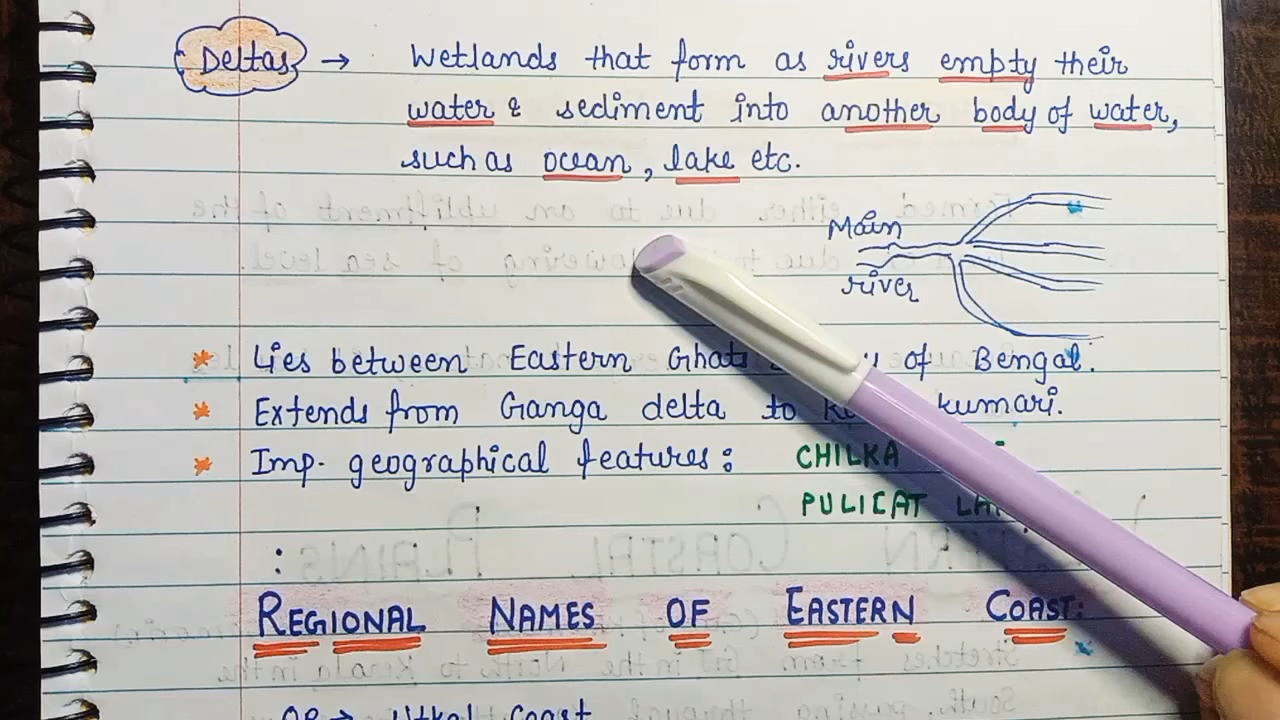 Deltas → Wetlands that form as rivers empty their
water & sediment into another body of water,
such as ocean, lake etc.
Main
river
* Lies between Eastern Ghats of Bengal.
* Extends from Ganga delta to kumari.
* Imp. geographical features: CHILKA
PULICAT
:
REGIONAL NAMES OF EASTERN COAST:
Utkal Coast